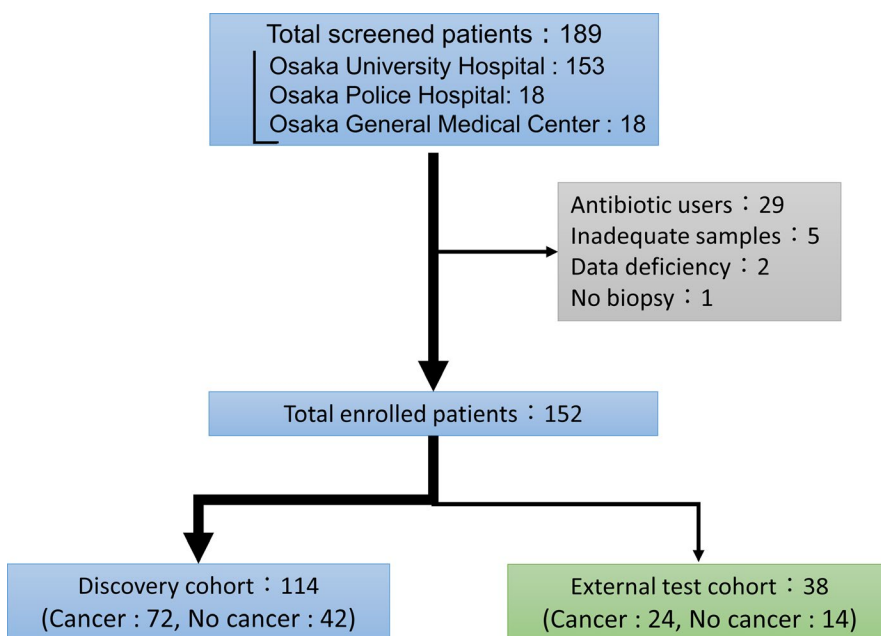 Total screened patients：189
Osaka University Hospital : 153
Osaka Police Hospital: 18
Osaka General Medical Center : 18
Antibiotic users：29
Inadequate samples：5
Data deficiency：2
No biopsy：1
Total enrolled patients：152
Discovery cohort：114
(Cancer : 72, No cancer : 42)
External test cohort：38
(Cancer : 24, No cancer : 14)